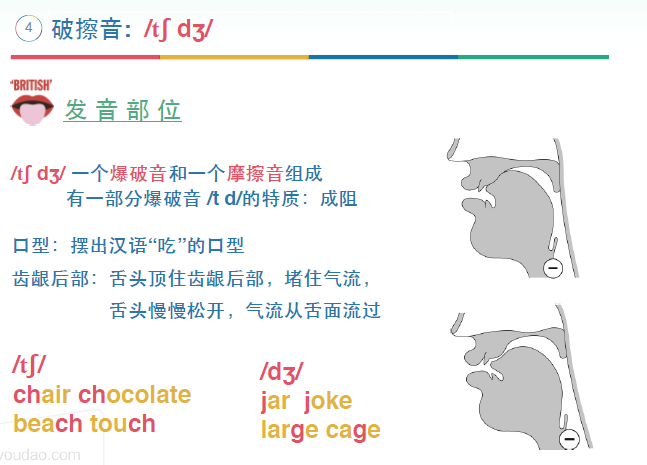 ④ 破擦音: /tʃ dʒ/
"BRITISH"
发音部位
/tʃ dʒ/ 一个爆破音和一个摩擦音组成
有一部分爆破音 /t d/的特质：成阻
口型：摆出汉语“吃”的口型
齿龈后部：舌头顶住齿龈后部，堵住气流，
舌头慢慢松开，气流从舌面流过
/tʃ/
chair chocolate
beach touch
/dʒ/
jar joke
large cage
youdao.com